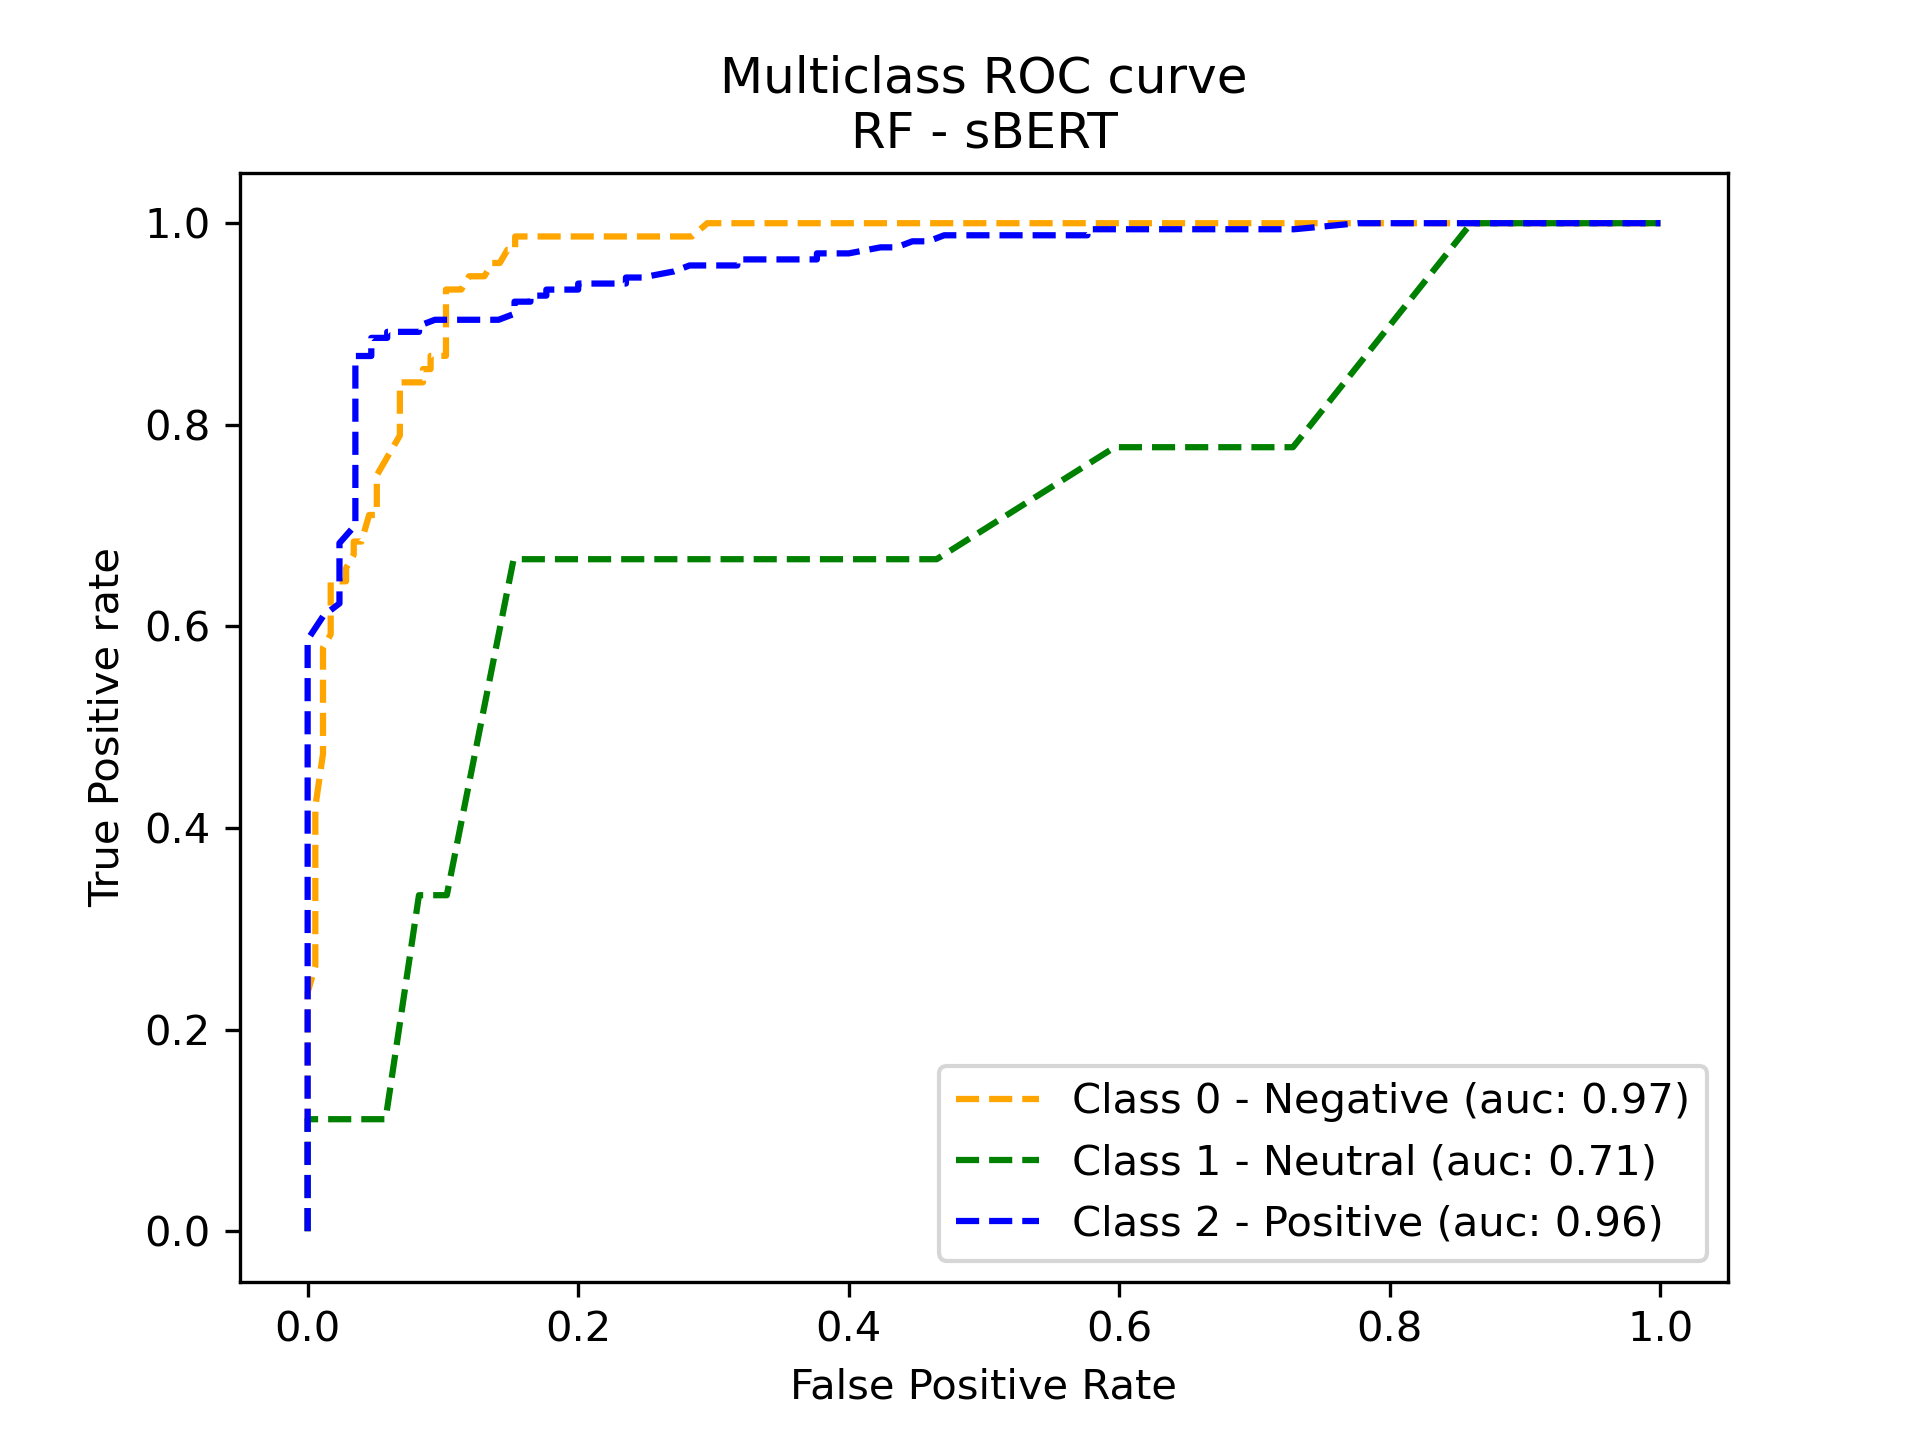 Multiclass ROC curve
RF - sBERT
True Positive rate
1.0
0.8
0.6
0.4
0.2
0.0
Class 0 - Negative (auc: 0.97)
Class 1 - Neutral (auc: 0.71)
Class 2 - Positive (auc: 0.96)
0.0 0.2 0.4 0.6 0.8 1.0
False Positive Rate